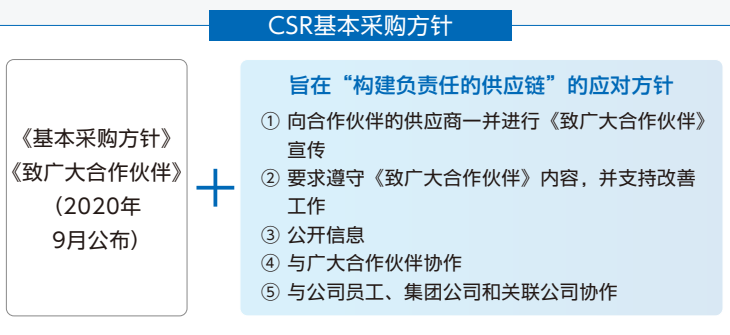 CSR基本采购方针
《基本采购方针》
《致广大合作伙伴》
（2020年
9月公布）
＋
旨在“构建负责任的供应链”的应对方针
① 向合作伙伴的供应商一并进行《致广大合作伙伴》
宣传
② 要求遵守《致广大合作伙伴》内容，并支持改善
工作
③ 公开信息
④ 与广大合作伙伴协作
⑤ 与公司员工、集团公司和关联公司协作